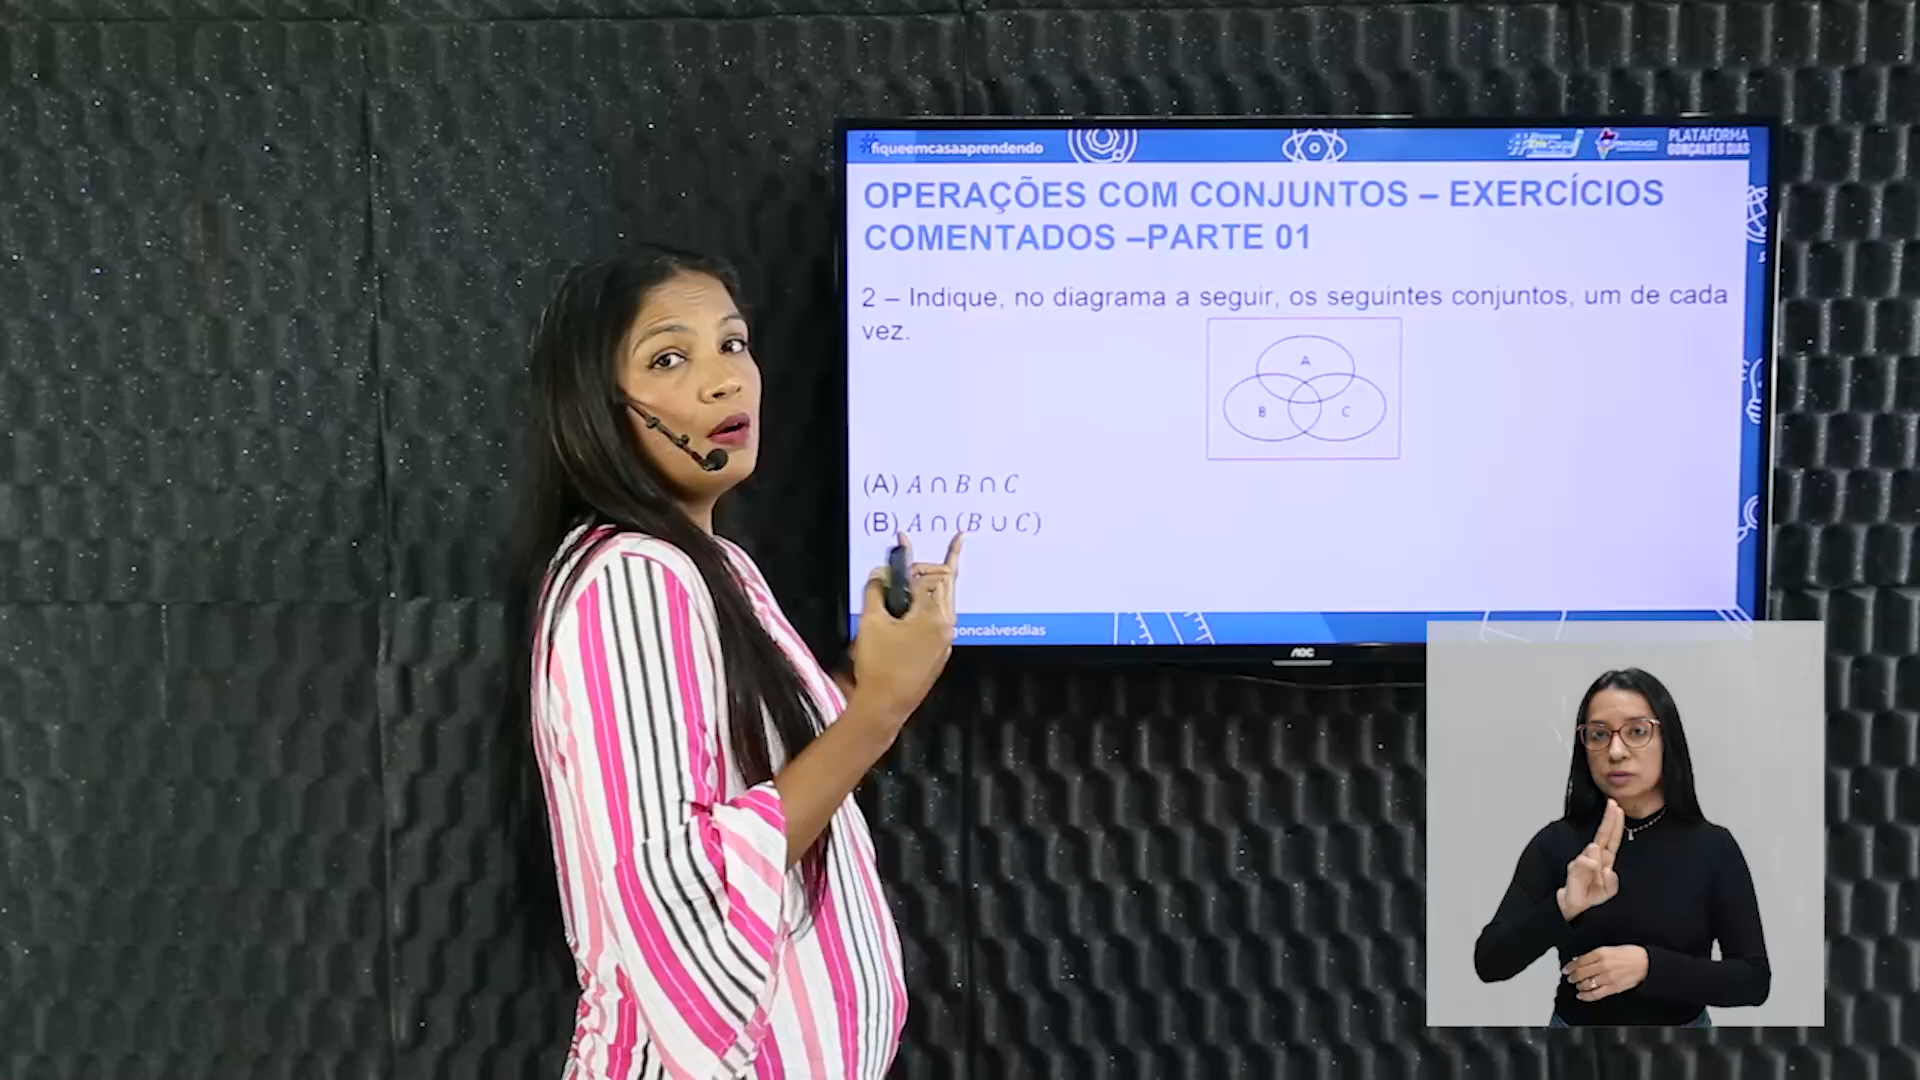 #fiqueemcasaaprendendo
PLATAFORMA
GONÇALVES DIAS
OPERAÇÕES COM CONJUNTOS – EXERCÍCIOS
COMENTADOS –PARTE 01
2 – Indique, no diagrama a seguir, os seguintes conjuntos, um de cada
vez.
A
B
C
(A) A ∩ B ∩ C
(B) A ∩ (B ∪ C)
goncalvesdias
AOC